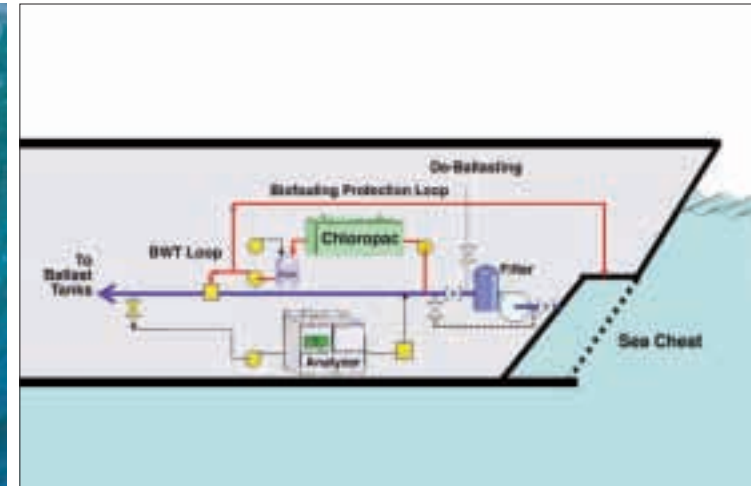 De-Ballasting
Biofouling Protection Loop
Chloropac
BWT Loop
To
Ballast
Tanks
Filter
Sea Chest
Analyzer